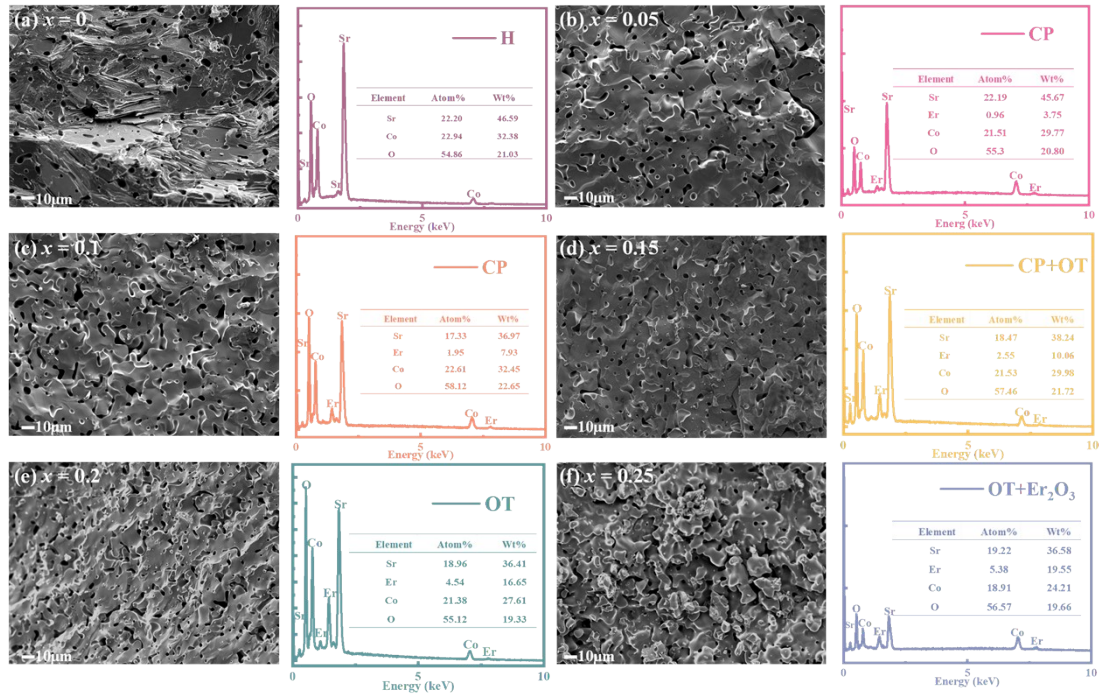 (a) x = 0
10μm
H
Sr
O
Co
Sr
Sr
Co
Element Atom% Wt%
Sr 22.20 46.59
Co 22.94 32.38
O 54.86 21.03
0 5 10
Energy (keV)
(b) x = 0.05
10μm
CP
Sr
Sr
O
Co
Er
Co
Er
Element Atom% Wt%
Sr 22.19 45.67
Er 0.96 3.75
Co 21.51 29.77
O 55.3 20.80
0 5 10
Energ (keV)
(c) x = 0.1
10μm
CP
O
Sr
Sr
Co
Er
Co
Er
Element Atom% Wt%
Sr 17.33 36.97
Er 1.95 7.93
Co 22.61 32.45
O 58.12 22.65
0 5 10
Energy (keV)
(d) x = 0.15
10μm
CP+OT
Sr
O
Co
Sr
Er
Co
Er
Element Atom% Wt%
Sr 18.47 38.24
Er 2.55 10.06
Co 21.53 29.98
O 57.46 21.72
0 5 10
Energy (keV)
(e) x = 0.2
10μm
OT
O
Sr
Co
Er
Sr
Er
Co
Er
Element Atom% Wt%
Sr 18.96 36.41
Er 4.54 16.65
Co 21.38 27.61
O 55.12 19.33
0 5 10
Energy (keV)
(f) x = 0.25
10μm
OT+Er₂O₃
O
Sr
Sr
Co
Er
Co
Er
Element Atom% Wt%
Sr 19.22 36.58
Er 5.38 19.55
Co 18.91 24.21
O 56.57 19.66
0 5 10
Energy (keV)